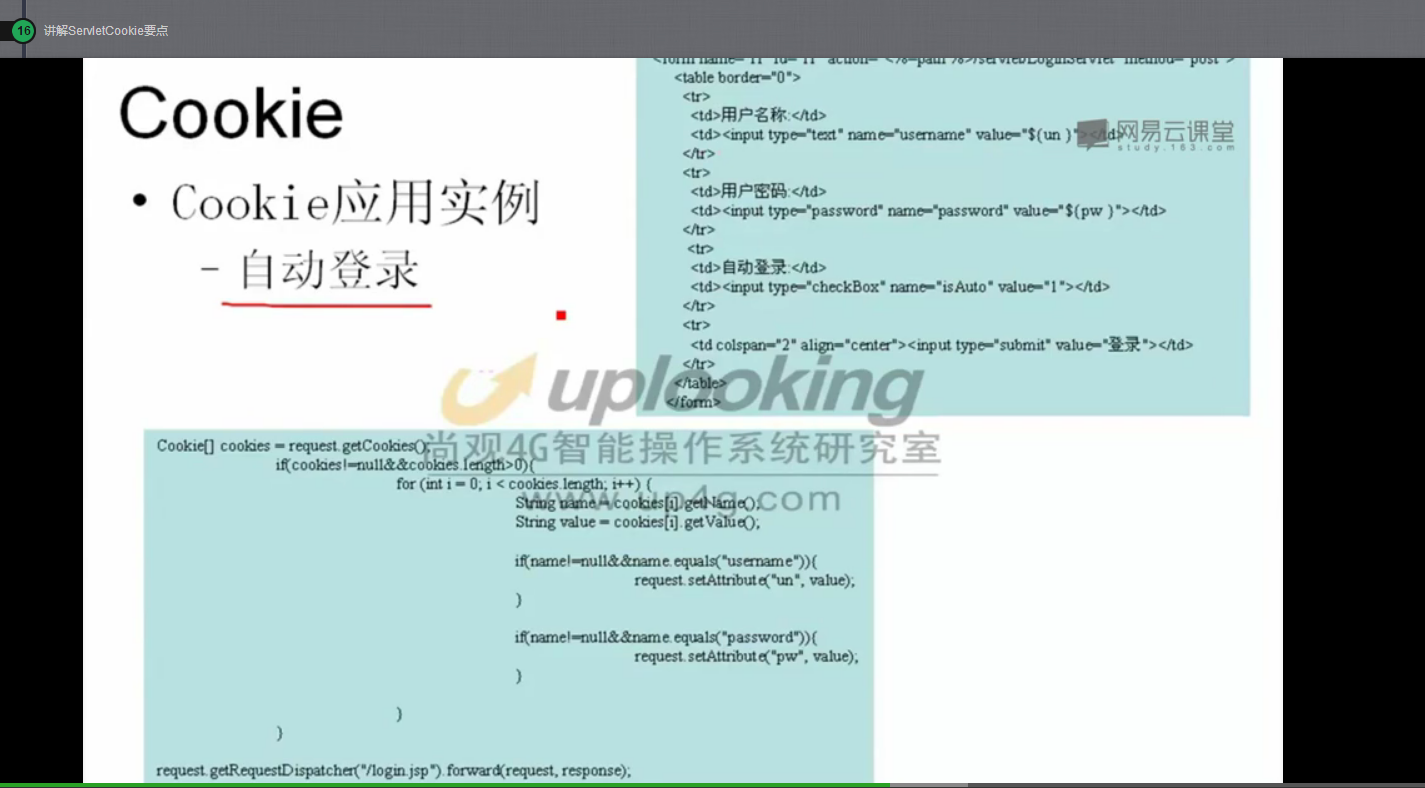 16 讲解ServletCookie要点
Cookie
• Cookie应用实例
– 自动登录
<form name="f1" id="f1" action="<%=path %>/servlet/LoginServlet" method="post">
<table border="0">
<tr>
<td>用户名称:</td>
<td><input type="text" name="username" value="${un }"></td>
</tr>
<tr>
<td>用户密码:</td>
<td><input type="password" name="password" value="${pw }"></td>
</tr>
<tr>
<td>自动登录:</td>
<td><input type="checkBox" name="isAuto" value="1"></td>
</tr>
<tr>
<td colspan="2" align="center"><input type="submit" value="登录"></td>
</tr>
</table>
</form>
网易云课堂
study.163.com
uplooking
尚观4G智能操作系统研究室
www.up4g.com
Cookie[] cookies = request.getCookies();
if(cookies!=null&&cookies.length>0){
for (int i = 0; i < cookies.length; i++) {
String name = cookies[i].getName();
String value = cookies[i].getValue();
if(name!=null&&name.equals("username")){
request.setAttribute("un", value);
}
if(name!=null&&name.equals("password")){
request.setAttribute("pw", value);
}
}
}
request.getRequestDispatcher("/login.jsp").forward(request, response);